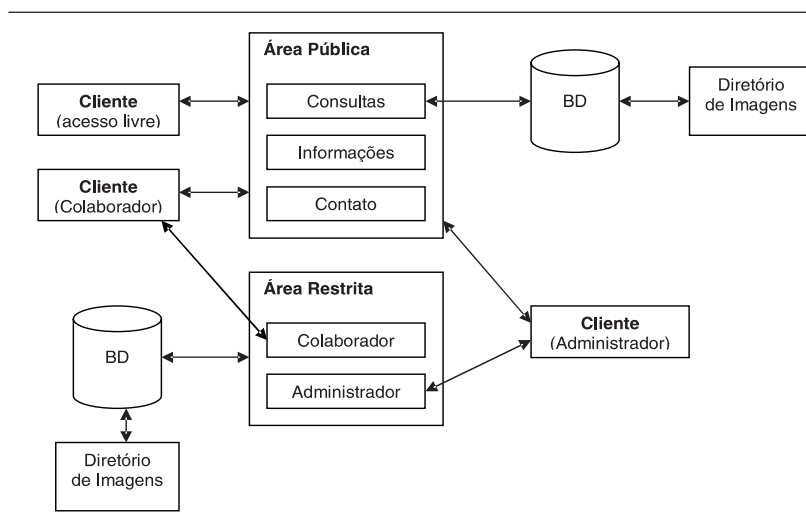 Área Pública
Cliente
(acesso livre)
Consultas
BD
Diretório
de Imagens
Informações
Cliente
(Colaborador)
Contato
Área Restrita
Cliente
(Administrador)
Colaborador
BD
Administrador
Diretório
de Imagens